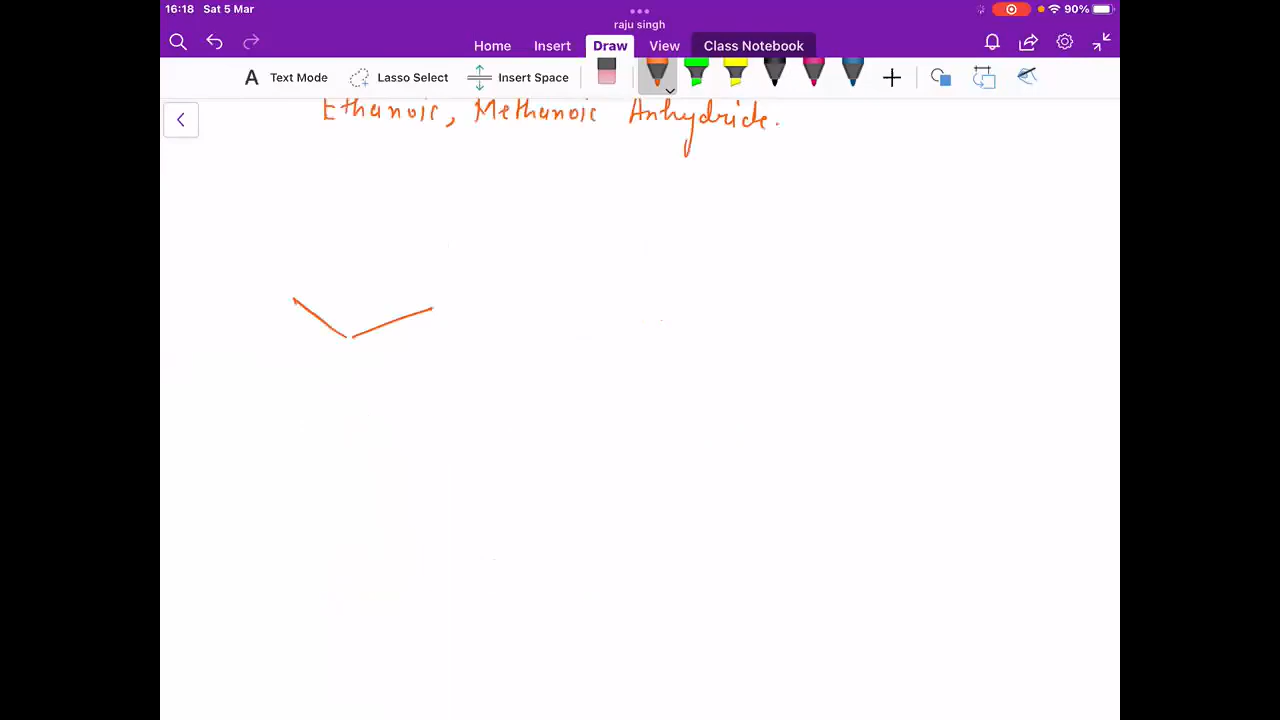 16:18 Sat 5 Mar
90%
raju singh
Home Insert Draw View Class Notebook
A Text Mode Lasso Select Insert Space
Ethanoic, Methanoic Anhydride.